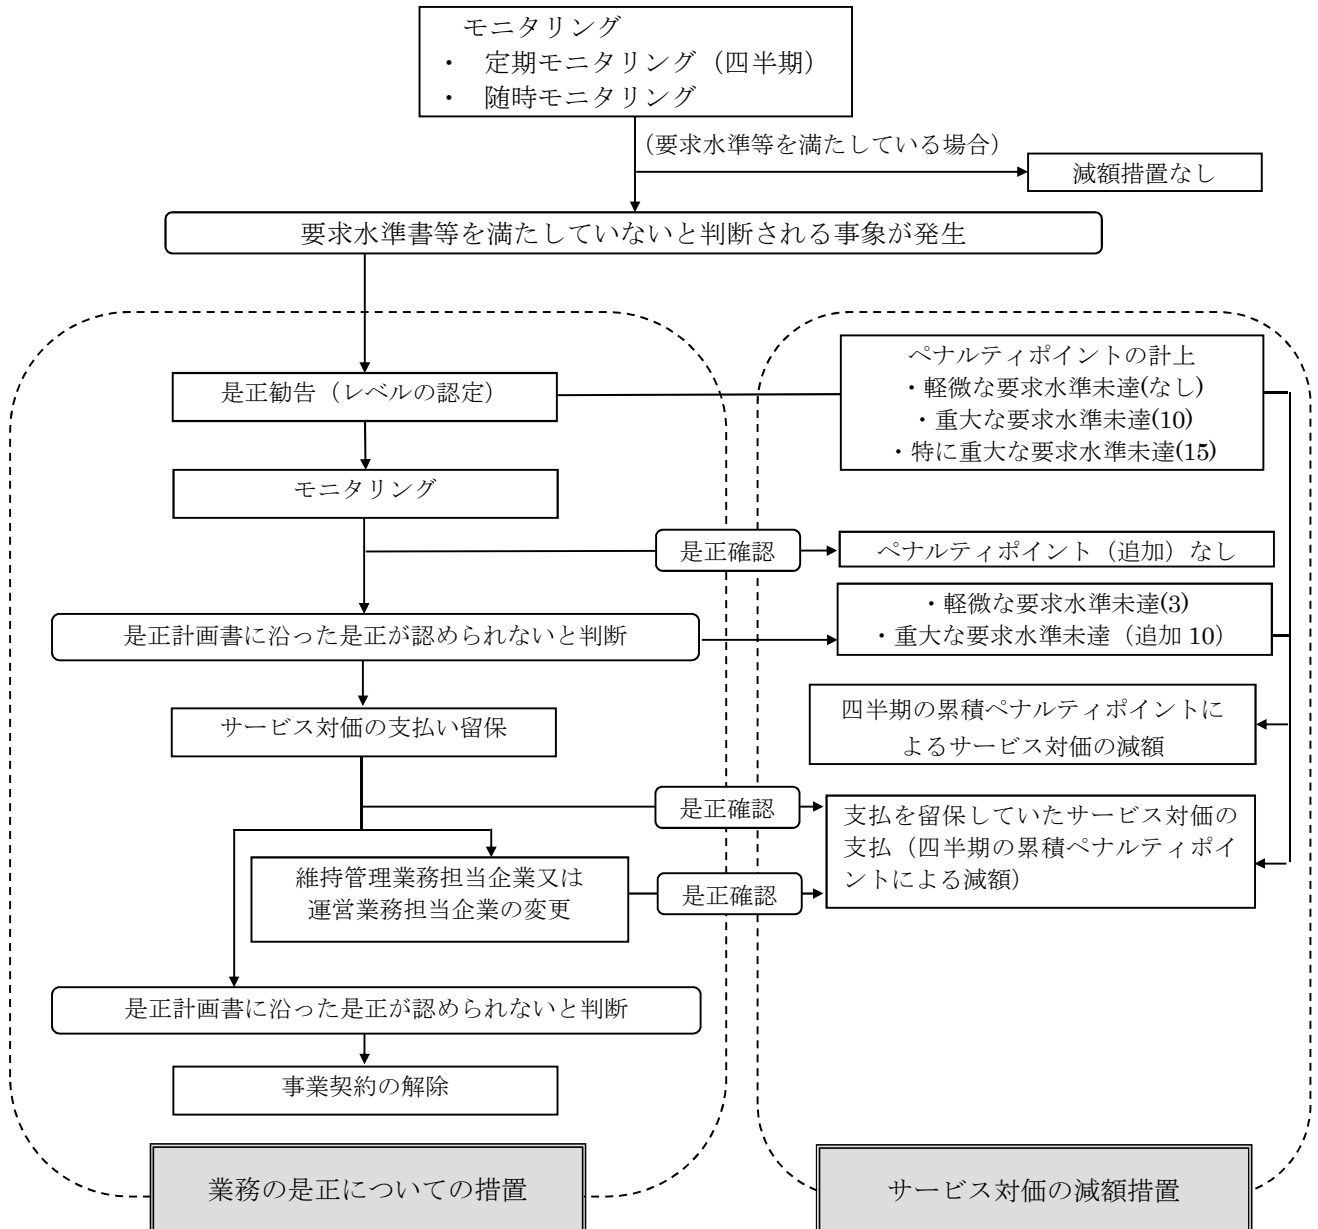 モニタリング
・ 定期モニタリング（四半期）
・ 随時モニタリング
（要求水準等を満たしている場合）
減額措置なし
要求水準書等を満たしていないと判断される事象が発生
是正勧告（レベルの認定）
ペナルティポイントの計上
・軽微な要求水準未達(なし)
・重大な要求水準未達(10)
・特に重大な要求水準未達(15)
モニタリング
是正確認
ペナルティポイント（追加）なし
是正計画書に沿った是正が認められないと判断
・軽微な要求水準未達(3)
・重大な要求水準未達（追加 10）
サービス対価の支払い留保
四半期の累積ペナルティポイントに
よるサービス対価の減額
是正確認
支払を留保していたサービス対価の
支払（四半期の累積ペナルティポイ
ントによる減額）
維持管理業務担当企業又は
運営業務担当企業の変更
是正確認
是正計画書に沿った是正が認められないと判断
事業契約の解除
業務の是正についての措置
サービス対価の減額措置